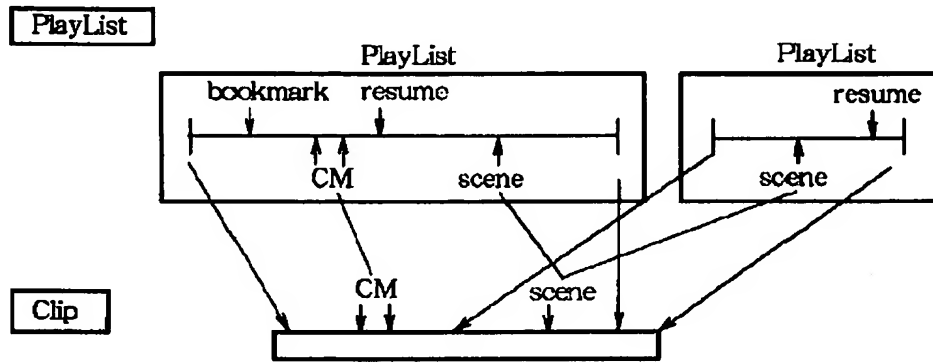 PlayList
PlayList
PlayList
bookmark resume
resume
CM scene
scene
CM scene
Clip